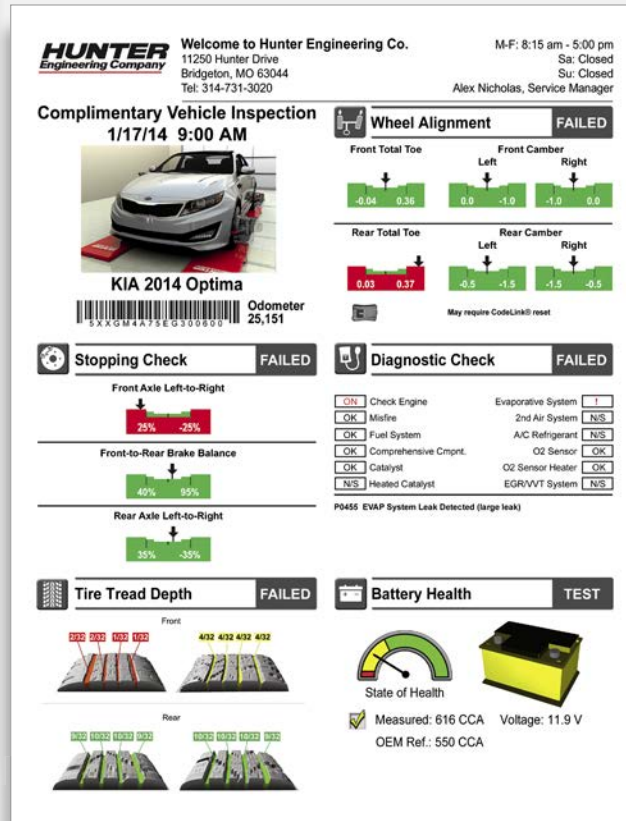 HUNTER
Engineering Company
Welcome to Hunter Engineering Co.
11250 Hunter Drive
Bridgeton, MO 63044
Tel: 314-731-3020
M-F: 8:15 am - 5:00 pm
Sa: Closed
Su: Closed
Alex Nicholas, Service Manager
Complimentary Vehicle Inspection
1/17/14 9:00 AM
KIA 2014 Optima
5XXGM4A75EG300600
Odometer
25,151
Wheel Alignment FAILED
Front Total Toe
-0.04 0.36
Front Camber
Left Right
0.0 -1.0 -1.0 0.0
Rear Total Toe
0.03 0.37
Rear Camber
Left Right
-0.5 -1.5 -1.5 -0.5
May require CodeLink® reset
Stopping Check FAILED
Front Axle Left-to-Right
25% -25%
Front-to-Rear Brake Balance
40% 95%
Rear Axle Left-to-Right
35% -35%
Diagnostic Check FAILED
ON Check Engine
OK Misfire
OK Fuel System
OK Comprehensive Cmpnt.
OK Catalyst
N/S Heated Catalyst
Evaporative System !
2nd Air System N/S
A/C Refrigerant N/S
O2 Sensor OK
O2 Sensor Heater OK
EGR/VVT System N/S
P0455 EVAP System Leak Detected (large leak)
Tire Tread Depth FAILED
Front
2/32 2/32 1/32 1/32
4/32 4/32 4/32 4/32
Rear
9/32 10/32 10/32 9/32
10/32 10/32 10/32 9/32
Battery Health TEST
State of Health
Measured: 616 CCA Voltage: 11.9 V
OEM Ref.: 550 CCA